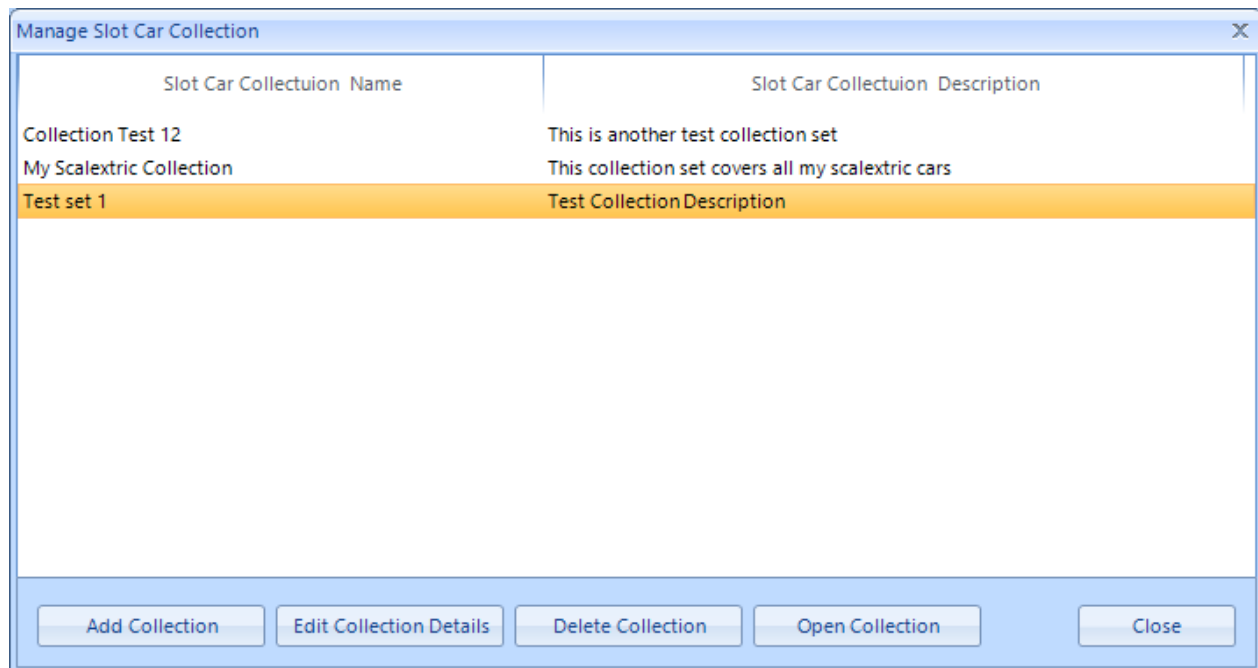 Manage Slot Car Collection X
Slot Car Collectuion Name Slot Car Collectuion Description
Collection Test 12 This is another test collection set
My Scalextric Collection This collection set covers all my scalextric cars
Test set 1 Test Collection Description
Add Collection Edit Collection Details Delete Collection Open Collection Close